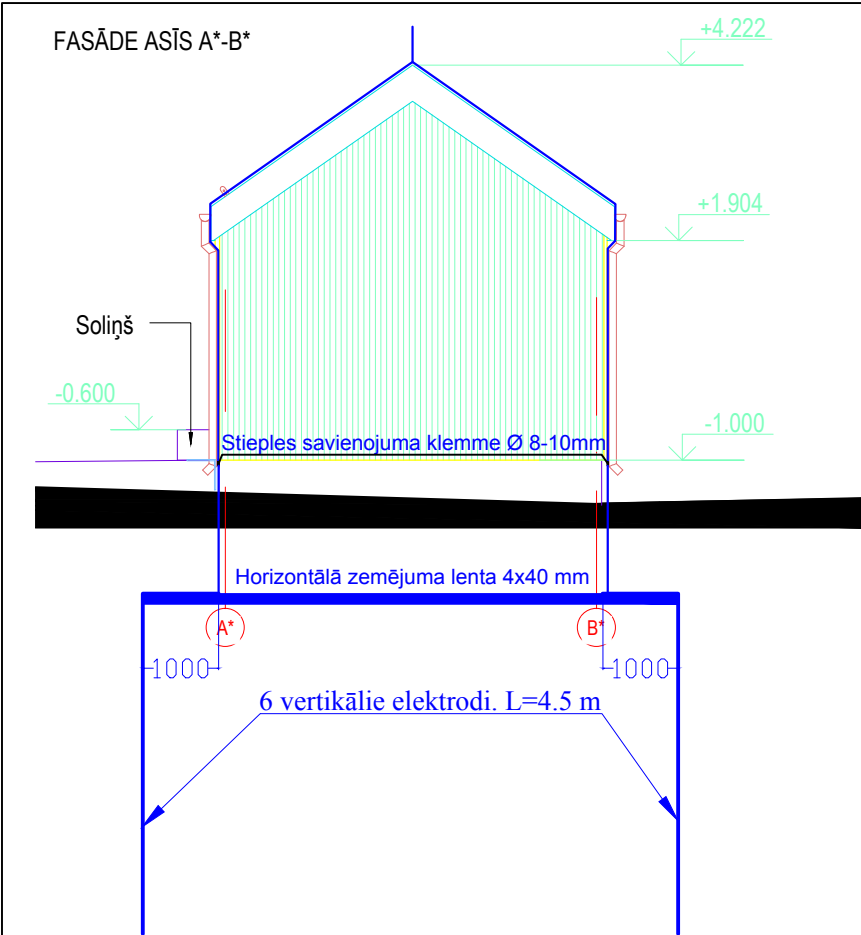 FASĀDE ASĪS A*-B*
+4.222
+1.904
Soliņš
-0.600
-1.000
Stieples savienojuma klemme Ø 8-10mm
Horizontālā zemējuma lenta 4x40 mm
A*
B*
1000
1000
6 vertikālie elektrodi. L=4.5 m